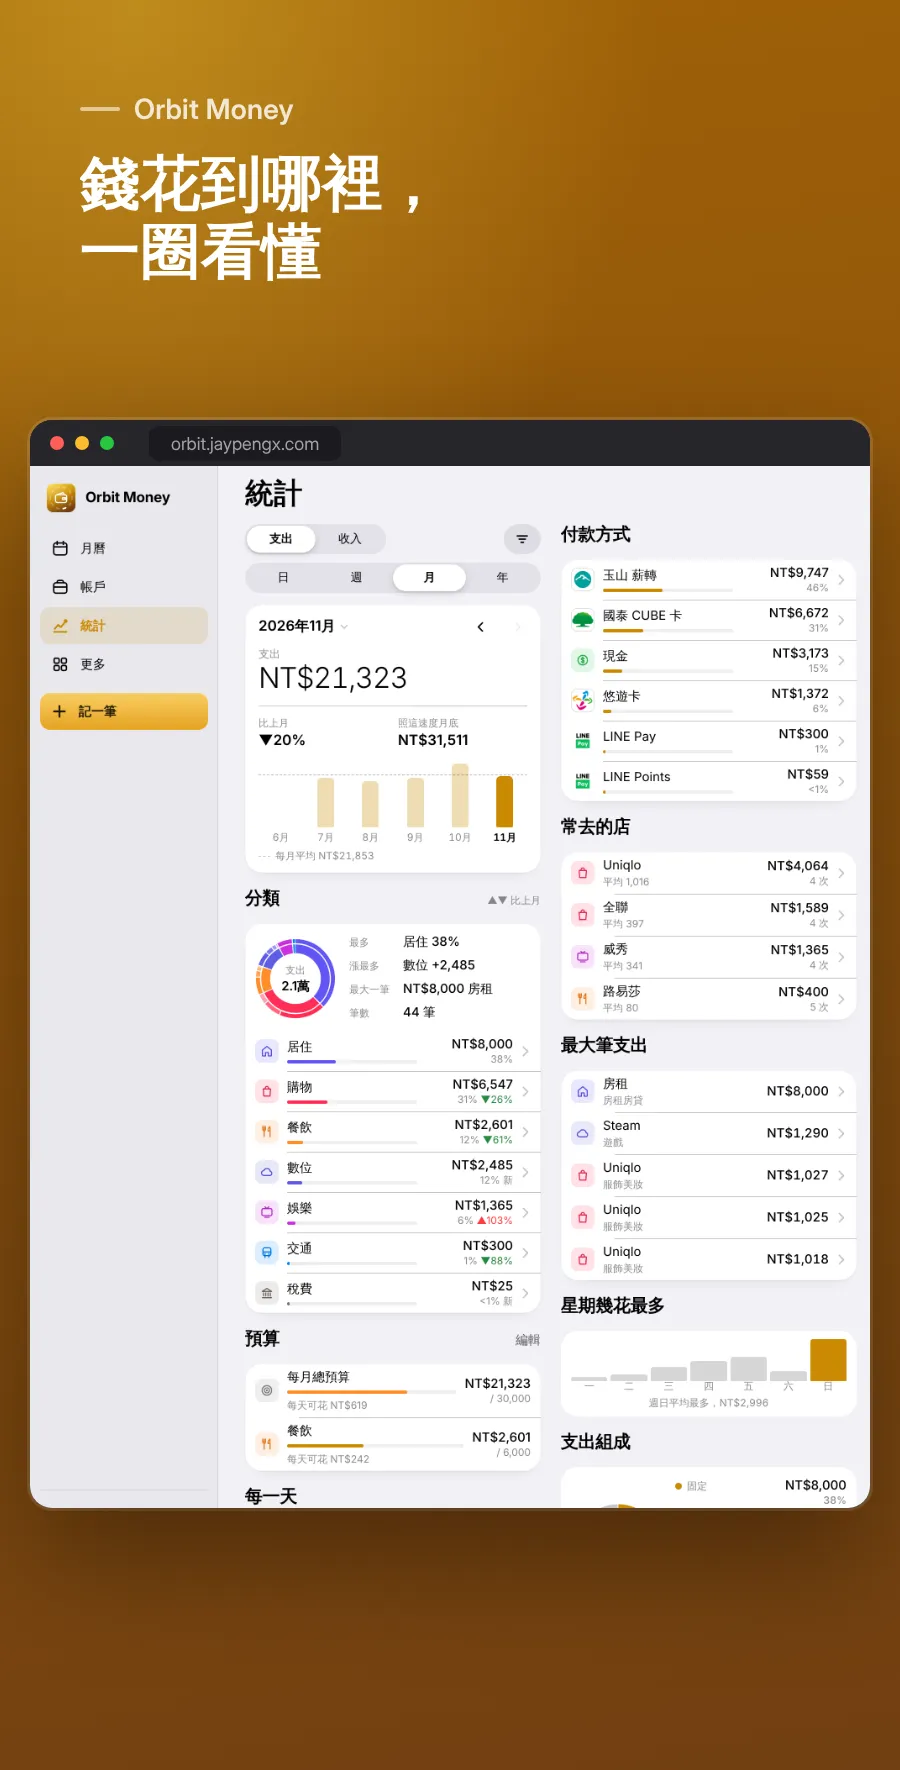 Orbit Money
錢花到哪裡，
一圈看懂
orbit.jaypengx.com
Orbit Money
月曆
帳戶
統計
更多
記一筆
統計
支出 收入
日 週 月 年
2026年11月
支出
NT$21,323
比上月 照這速度月底
▼20% NT$31,511
6月 7月 8月 9月 10月 11月
每月平均 NT$21,853
分類 ▲▼ 比上月
支出
2.1萬
最多 居住 38%
漲最多 數位 +2,485
最大一筆 NT$8,000 房租
筆數 44 筆
居住 NT$8,000
38%
購物 NT$6,547
31% ▼26%
餐飲 NT$2,601
12% ▼61%
數位 NT$2,485
12% 新
娛樂 NT$1,365
6% ▲103%
交通 NT$300
1% ▼88%
稅費 NT$25
<1% 新
預算 編輯
每月總預算 NT$21,323
每天可花 NT$619 / 30,000
餐飲 NT$2,601
每天可花 NT$242 / 6,000
每一天
付款方式
玉山 薪轉 NT$9,747
46%
國泰 CUBE 卡 NT$6,672
31%
現金 NT$3,173
15%
悠遊卡 NT$1,372
6%
LINE Pay NT$300
1%
LINE Points NT$59
<1%
常去的店
Uniqlo NT$4,064
平均 1,016 4 次
全聯 NT$1,589
平均 397 4 次
威秀 NT$1,365
平均 341 4 次
路易莎 NT$400
平均 80 5 次
最大筆支出
房租 NT$8,000
房租房貸
Steam NT$1,290
遊戲
Uniqlo NT$1,027
服飾美妝
Uniqlo NT$1,025
服飾美妝
Uniqlo NT$1,018
服飾美妝
星期幾花最多
一 二 三 四 五 六 日
週日平均最多，NT$2,996
支出組成
固定 NT$8,000
38%